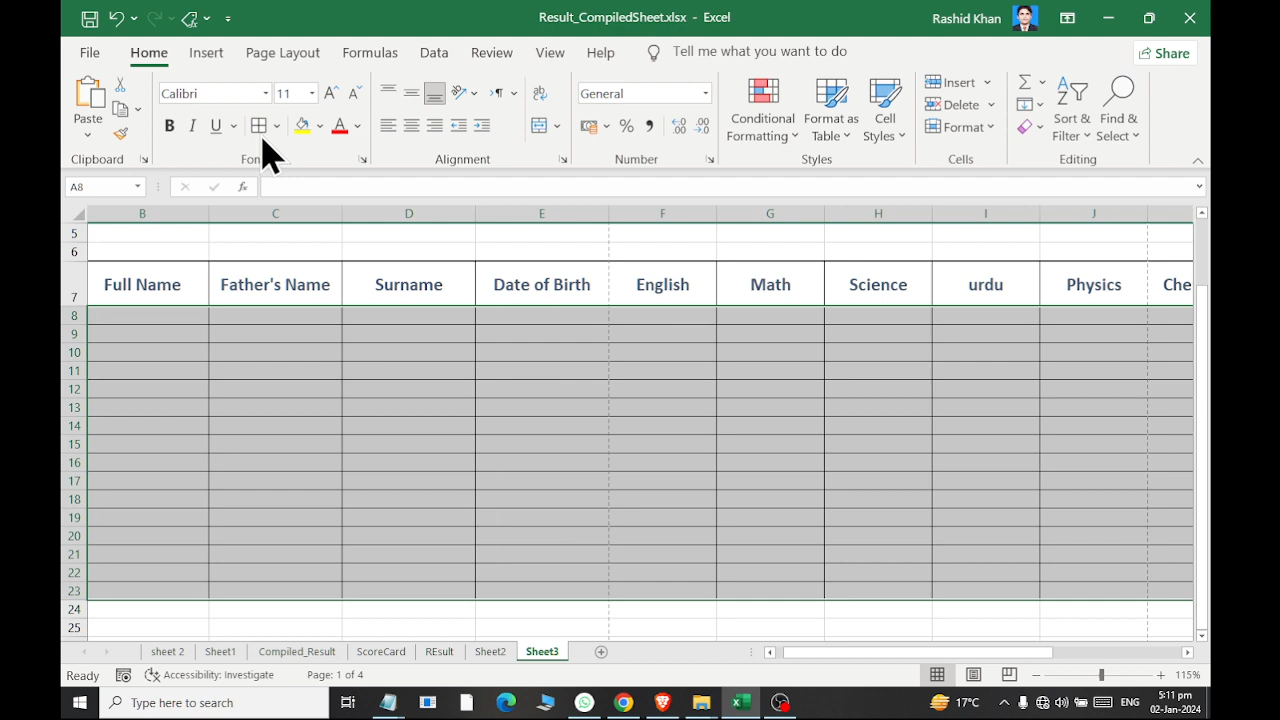 Result_CompiledSheet.xlsx - Excel
Rashid Khan
File Home Insert Page Layout Formulas Data Review View Help Tell me what you want to do Share
Paste
Calibri 11
B I U A
General
% ,
Conditional Formatting
Format as Table
Cell Styles
Insert
Delete
Format
Sort & Filter
Find & Select
Clipboard Fon Alignment Number Styles Cells Editing
A8 fx
B C D E F G H I J
5
6
7 Full Name Father's Name Surname Date of Birth English Math Science urdu Physics Che
8
9
10
11
12
13
14
15
16
17
18
19
20
21
22
23
24
25
sheet 2 Sheet1 Compiled_Result ScoreCard REsult Sheet2 Sheet3
Ready Accessibility: Investigate Page: 1 of 4 115%
Type here to search 17°C ENG 5:11 pm
02-Jan-2024